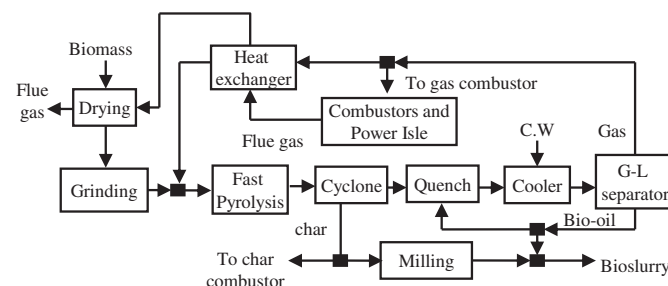 Biomass
Flue
gas
Drying
Heat
exchanger
To gas combustor
Combustors and
Power Isle
Flue gas
C.W
Gas
Grinding
Fast
Pyrolysis
Cyclone
Quench
Cooler
G-L
separator
char
Bio-oil
To char
combustor
Milling
Bioslurry